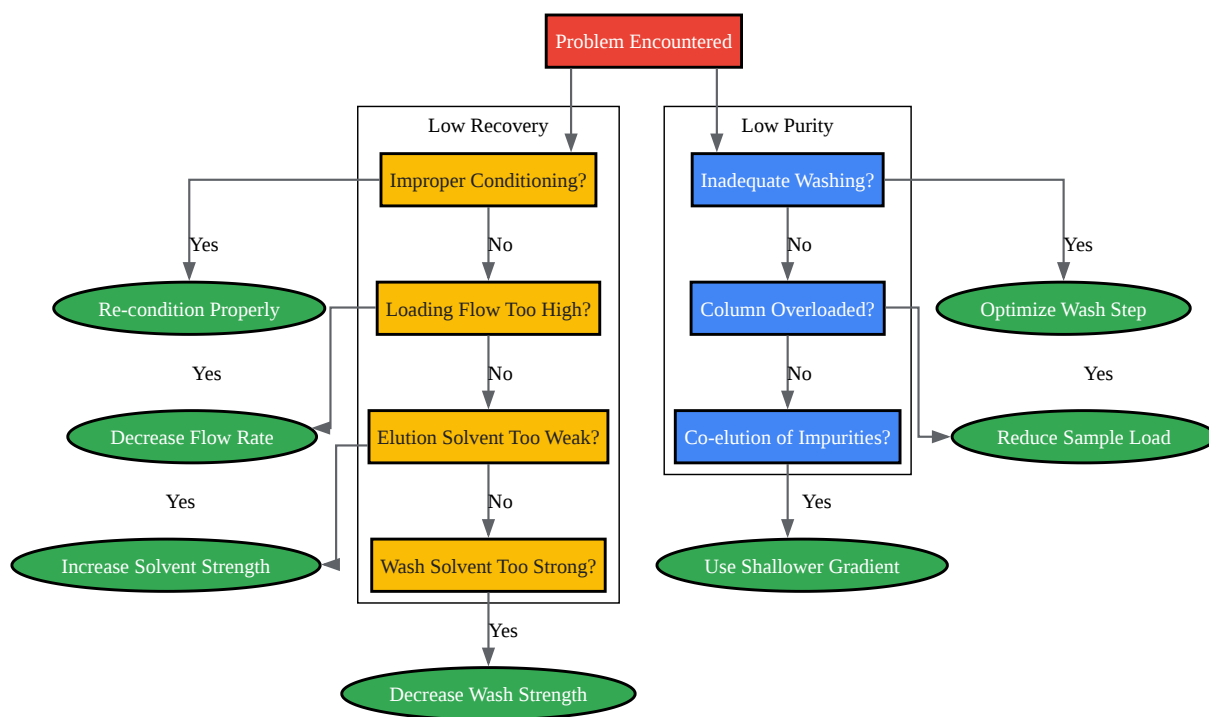 Problem Encountered
Low Recovery
Low Purity
Improper Conditioning?
Inadequate Washing?
Yes
No
No
Yes
Re-condition Properly
Loading Flow Too High?
Column Overloaded?
Optimize Wash Step
Yes
No
No
Yes
Decrease Flow Rate
Elution Solvent Too Weak?
Co-elution of Impurities?
Reduce Sample Load
Yes
No
Yes
Increase Solvent Strength
Wash Solvent Too Strong?
Use Shallower Gradient
Yes
Decrease Wash Strength